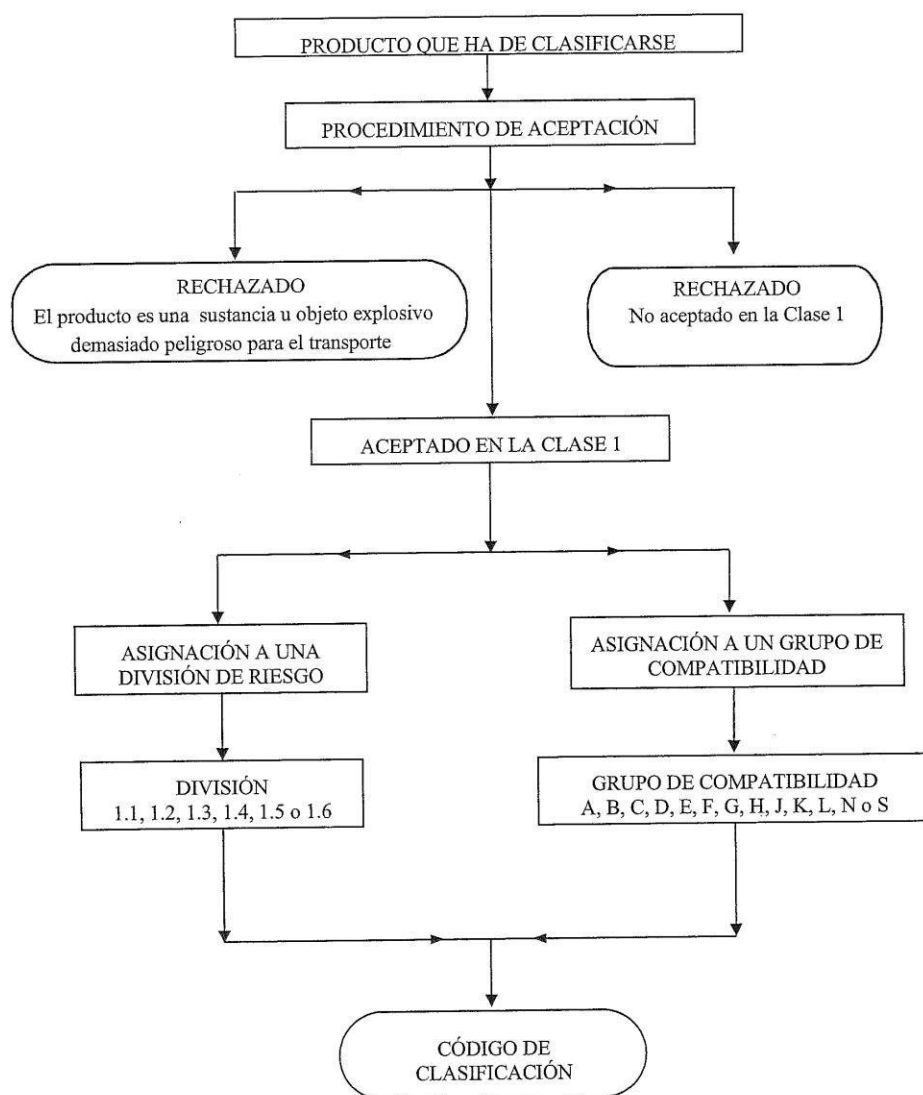 PRODUCTO QUE HA DE CLASIFICARSE
PROCEDIMIENTO DE ACEPTACIÓN
RECHAZADO
El producto es una sustancia u objeto explosivo
demasiado peligroso para el transporte
RECHAZADO
No aceptado en la Clase 1
ACEPTADO EN LA CLASE 1
ASIGNACIÓN A UNA
DIVISIÓN DE RIESGO
ASIGNACIÓN A UN GRUPO DE
COMPATIBILIDAD
DIVISIÓN
1.1, 1.2, 1.3, 1.4, 1.5 o 1.6
GRUPO DE COMPATIBILIDAD
A, B, C, D, E, F, G, H, J, K, L, N o S
CÓDIGO DE
CLASIFICACIÓN